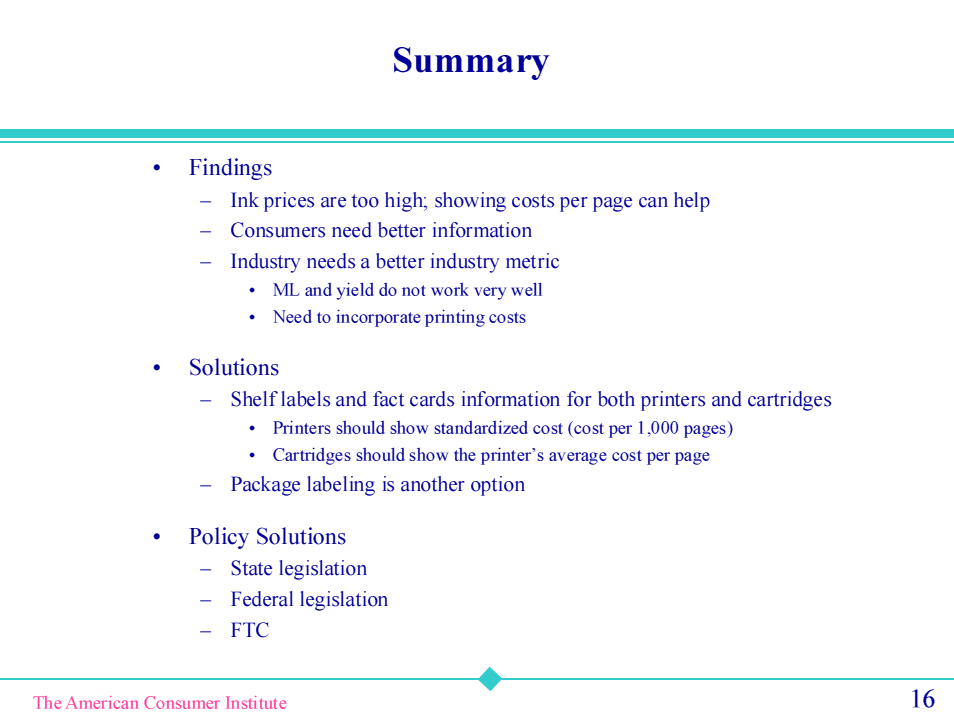 Summary
• Findings
– Ink prices are too high; showing costs per page can help
– Consumers need better information
– Industry needs a better industry metric
• ML and yield do not work very well
• Need to incorporate printing costs
• Solutions
– Shelf labels and fact cards information for both printers and cartridges
• Printers should show standardized cost (cost per 1,000 pages)
• Cartridges should show the printer’s average cost per page
– Package labeling is another option
• Policy Solutions
– State legislation
– Federal legislation
– FTC
The American Consumer Institute
16